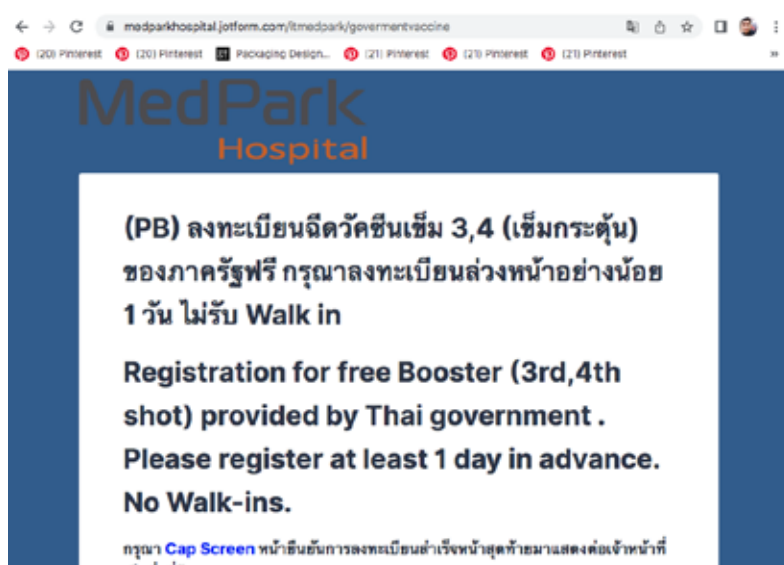 medparkhospital.jotform.com/itmedpark/govermentvaccine
(20) Pinterest (20) Pinterest Packaging Design... (21) Pinterest (21) Pinterest (21) Pinterest
MedPark
Hospital
(PB) ลงทะเบียนฉีดวัคซีนเข็ม 3,4 (เข็มกระตุ้น)
ของภาครัฐฟรี กรุณาลงทะเบียนล่วงหน้าอย่างน้อย
1 วัน ไม่รับ Walk in
Registration for free Booster (3rd,4th
shot) provided by Thai government .
Please register at least 1 day in advance.
No Walk-ins.
กรุณา Cap Screen หน้ายืนยันการลงทะเบียนสำเร็จหน้าสุดท้ายมาแสดงต่อเจ้าหน้าที่